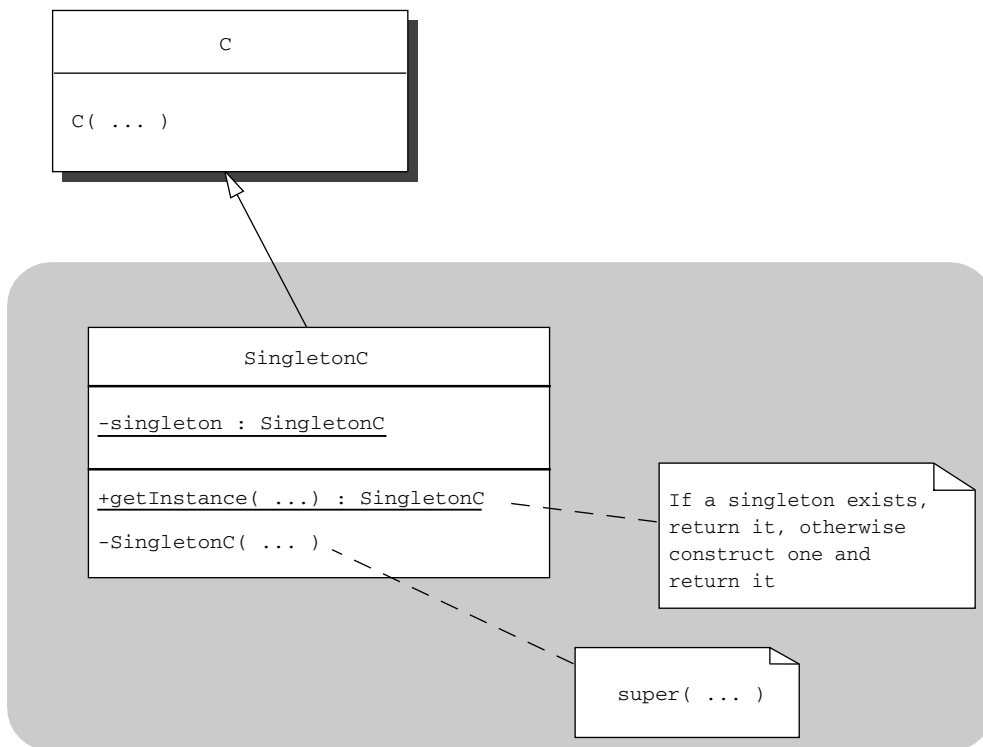 C
C( ... )
SingletonC
-singleton : SingletonC
+getInstance( ...) : SingletonC
-SingletonC( ... )
If a singleton exists,
return it, otherwise
construct one and
return it
super( ... )